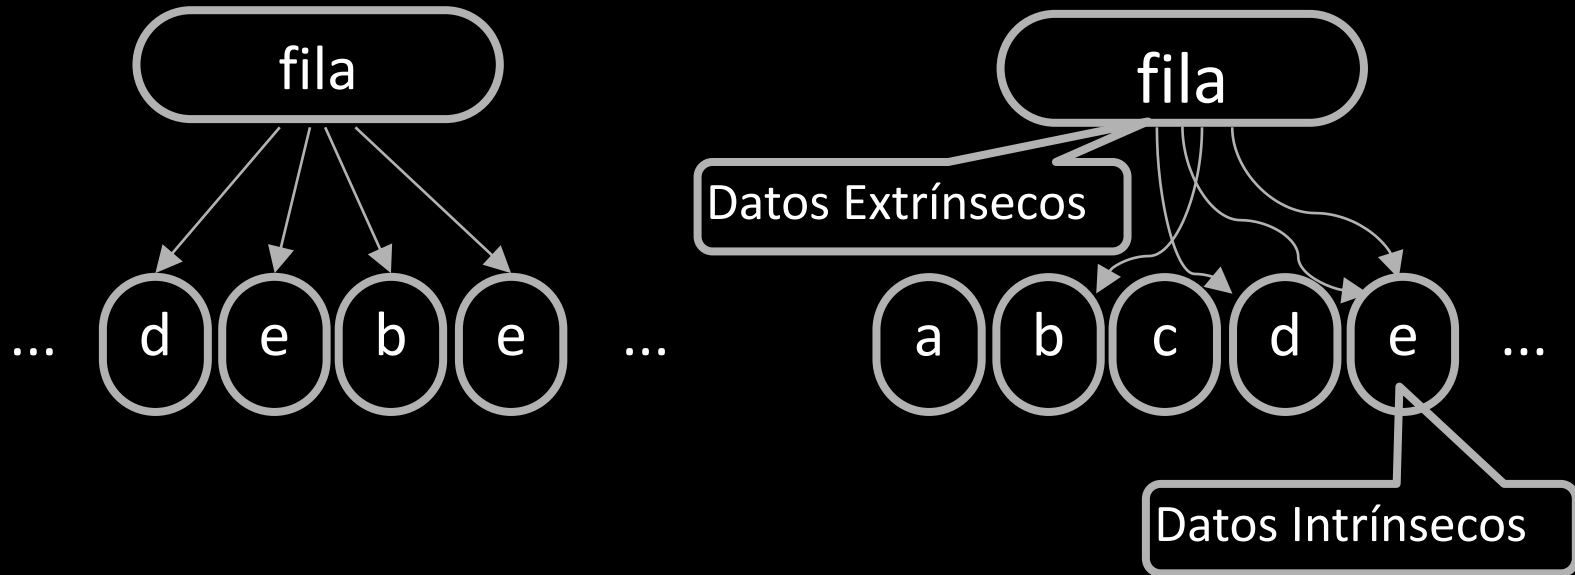 fila
... d e b e ...
fila
Datos Extrínsecos
a b c d e ...
Datos Intrínsecos